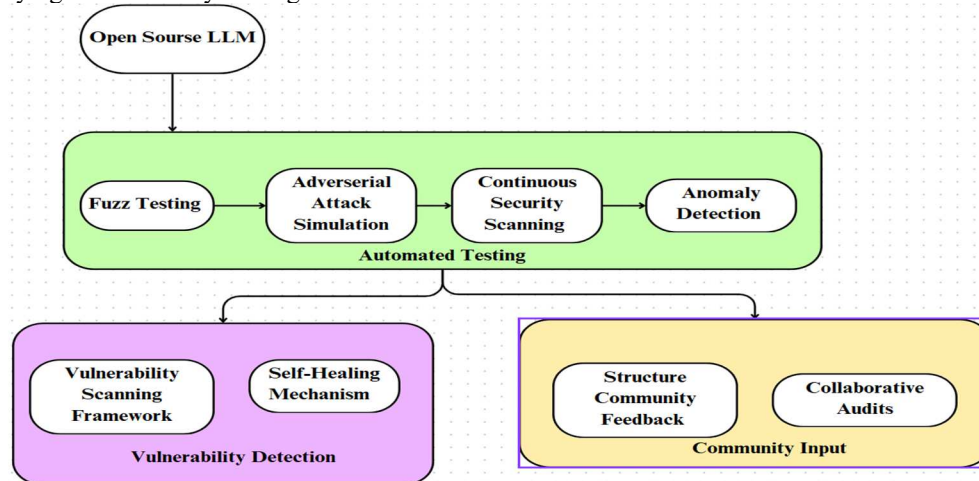 Open Sourse LLM
Fuzz Testing
Adverserial
Attack
Simulation
Continuous
Security
Scanning
Anomaly
Detection
Automated Testing
Vulnerability
Scanning
Framework
Self-Healing
Mechanism
Vulnerability Detection
Structure
Community
Feedback
Collaborative
Audits
Community Input